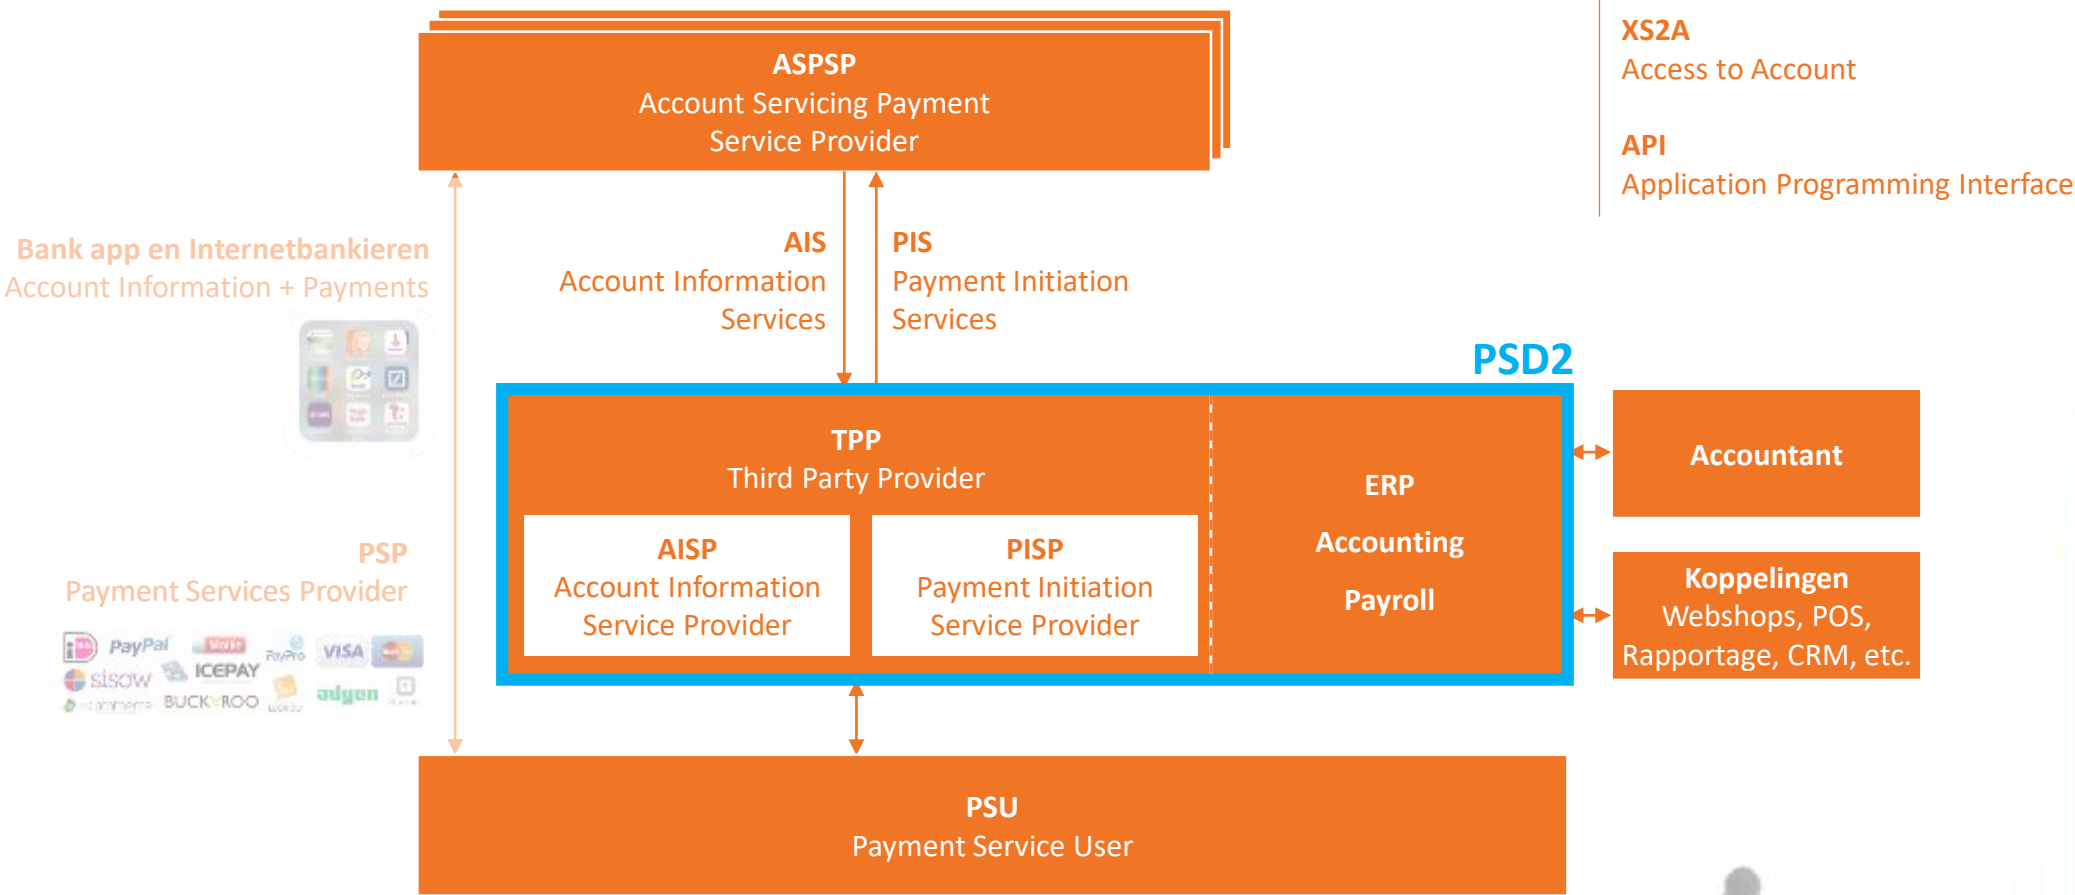 ASPSP
Account Servicing Payment
Service Provider
XS2A
Access to Account
API
Application Programming Interface
Bank app en Internetbankieren
Account Information + Payments
AIS
Account Information
Services
PIS
Payment Initiation
Services
PSD2
TPP
Third Party Provider
AISP
Account Information
Service Provider
PISP
Payment Initiation
Service Provider
ERP
Accounting
Payroll
Accountant
Koppelingen
Webshops, POS,
Rapportage, CRM, etc.
PSP
Payment Services Provider
PayPal
PayPro
VISA
sisow
ICEPAY
BUCKAROO
adyen
PSU
Payment Service User